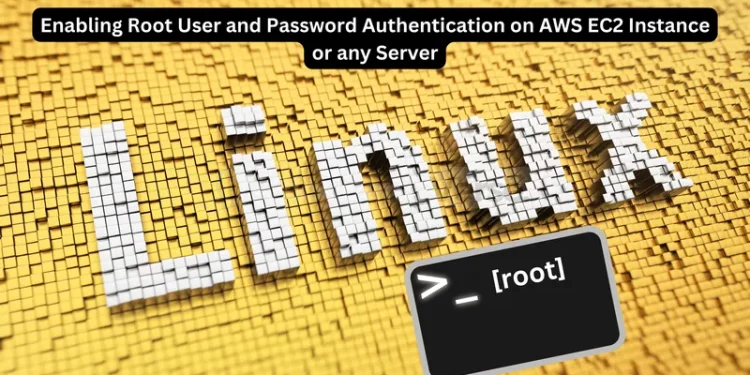 Enabling Root User and Password Authentication on AWS EC2 Instance
or any Server
Linux
>_ [root]